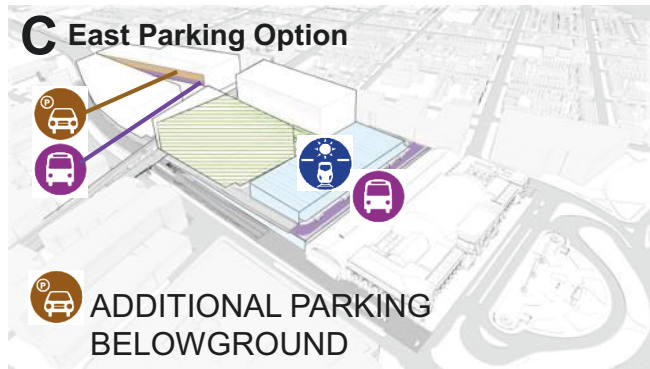 C East Parking Option
P
P
ADDITIONAL PARKING
BELOWGROUND